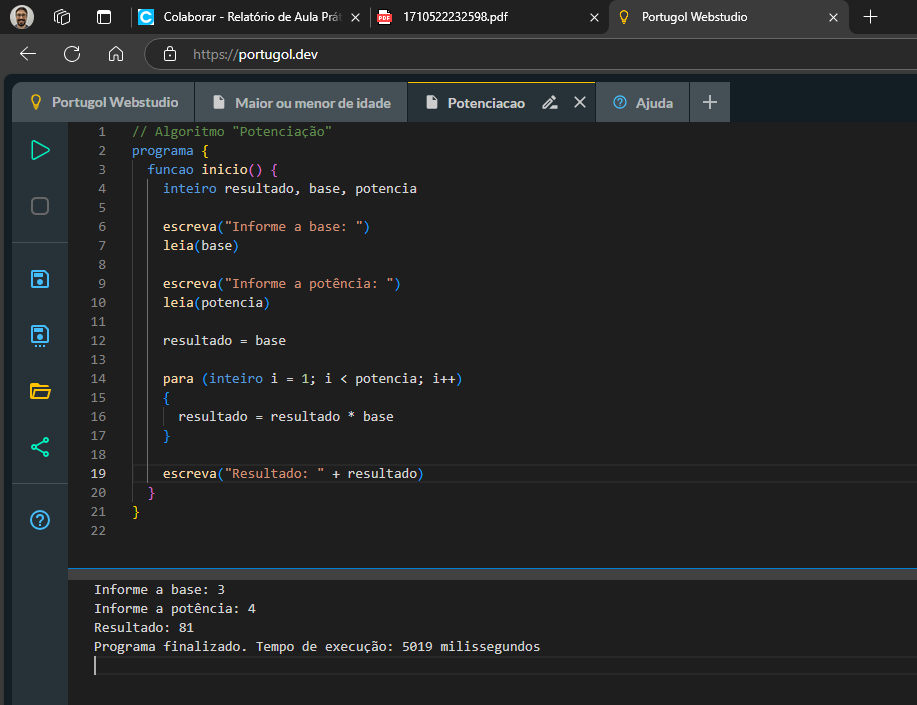 Colaborar - Relatório de Aula Prát
PDF 1710522232598.pdf
Portugol Webstudio
https://portugol.dev
Portugol Webstudio
Maior ou menor de idade
Potenciacao
Ajuda
1 // Algoritmo "Potenciação"
2 programa {
3 funcao inicio() {
4 inteiro resultado, base, potencia
5
6 escreva("Informe a base: ")
7 leia(base)
8
9 escreva("Informe a potência: ")
10 leia(potencia)
11
12 resultado = base
13
14 para (inteiro i = 1; i < potencia; i++)
15 {
16 resultado = resultado * base
17 }
18
19 escreva("Resultado: " + resultado)
20 }
21 }
22
Informe a base: 3
Informe a potência: 4
Resultado: 81
Programa finalizado. Tempo de execução: 5019 milissegundos